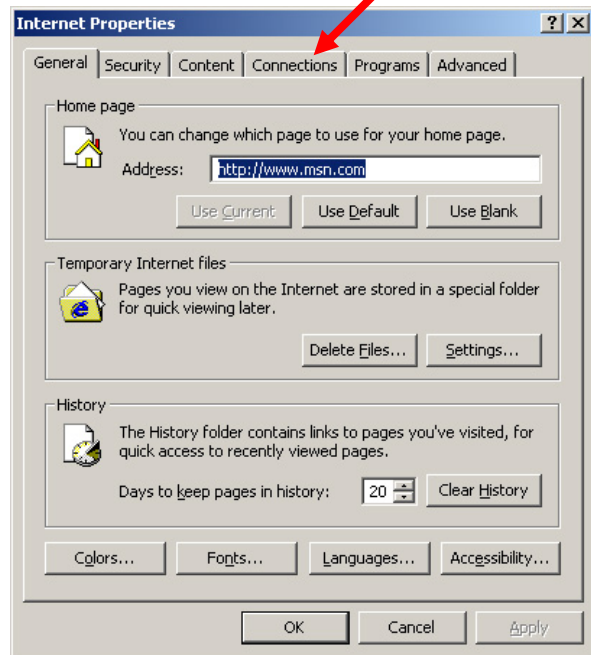 Internet Properties ? X
General Security Content Connections Programs Advanced
Home page
You can change which page to use for your home page.
Address: http://www.msn.com
Use Current Use Default Use Blank
Temporary Internet files
Pages you view on the Internet are stored in a special folder
for quick viewing later.
Delete Files... Settings...
History
The History folder contains links to pages you've visited, for
quick access to recently viewed pages.
Days to keep pages in history: 20 Clear History
Colors... Fonts... Languages... Accessibility...
OK Cancel Apply